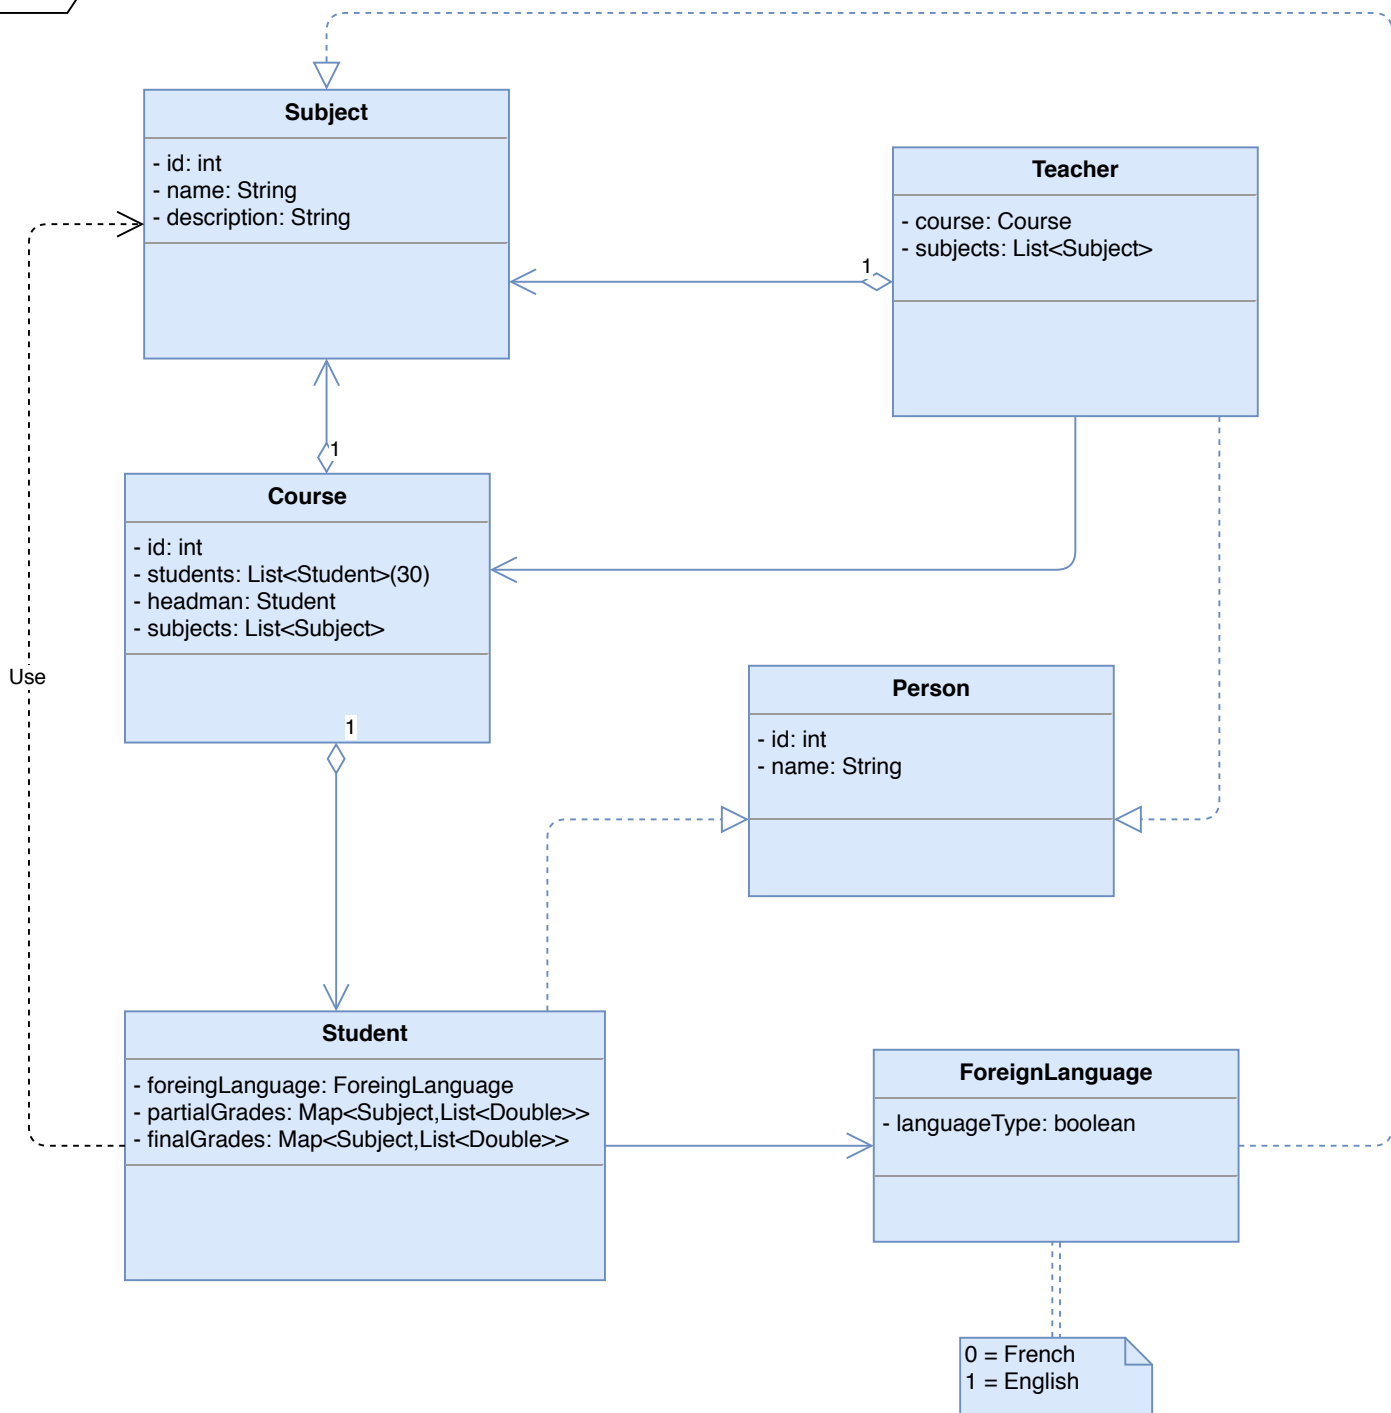 Subject
- id: int
- name: String
- description: String
Teacher
- course: Course
- subjects: List<Subject>
1
1
Course
- id: int
- students: List<Student>(30)
- headman: Student
- subjects: List<Subject>
1
Use
Person
- id: int
- name: String
Student
- foreingLanguage: ForeingLanguage
- partialGrades: Map<Subject,List<Double>>
- finalGrades: Map<Subject,List<Double>>
ForeignLanguage
- languageType: boolean
0 = French
1 = English